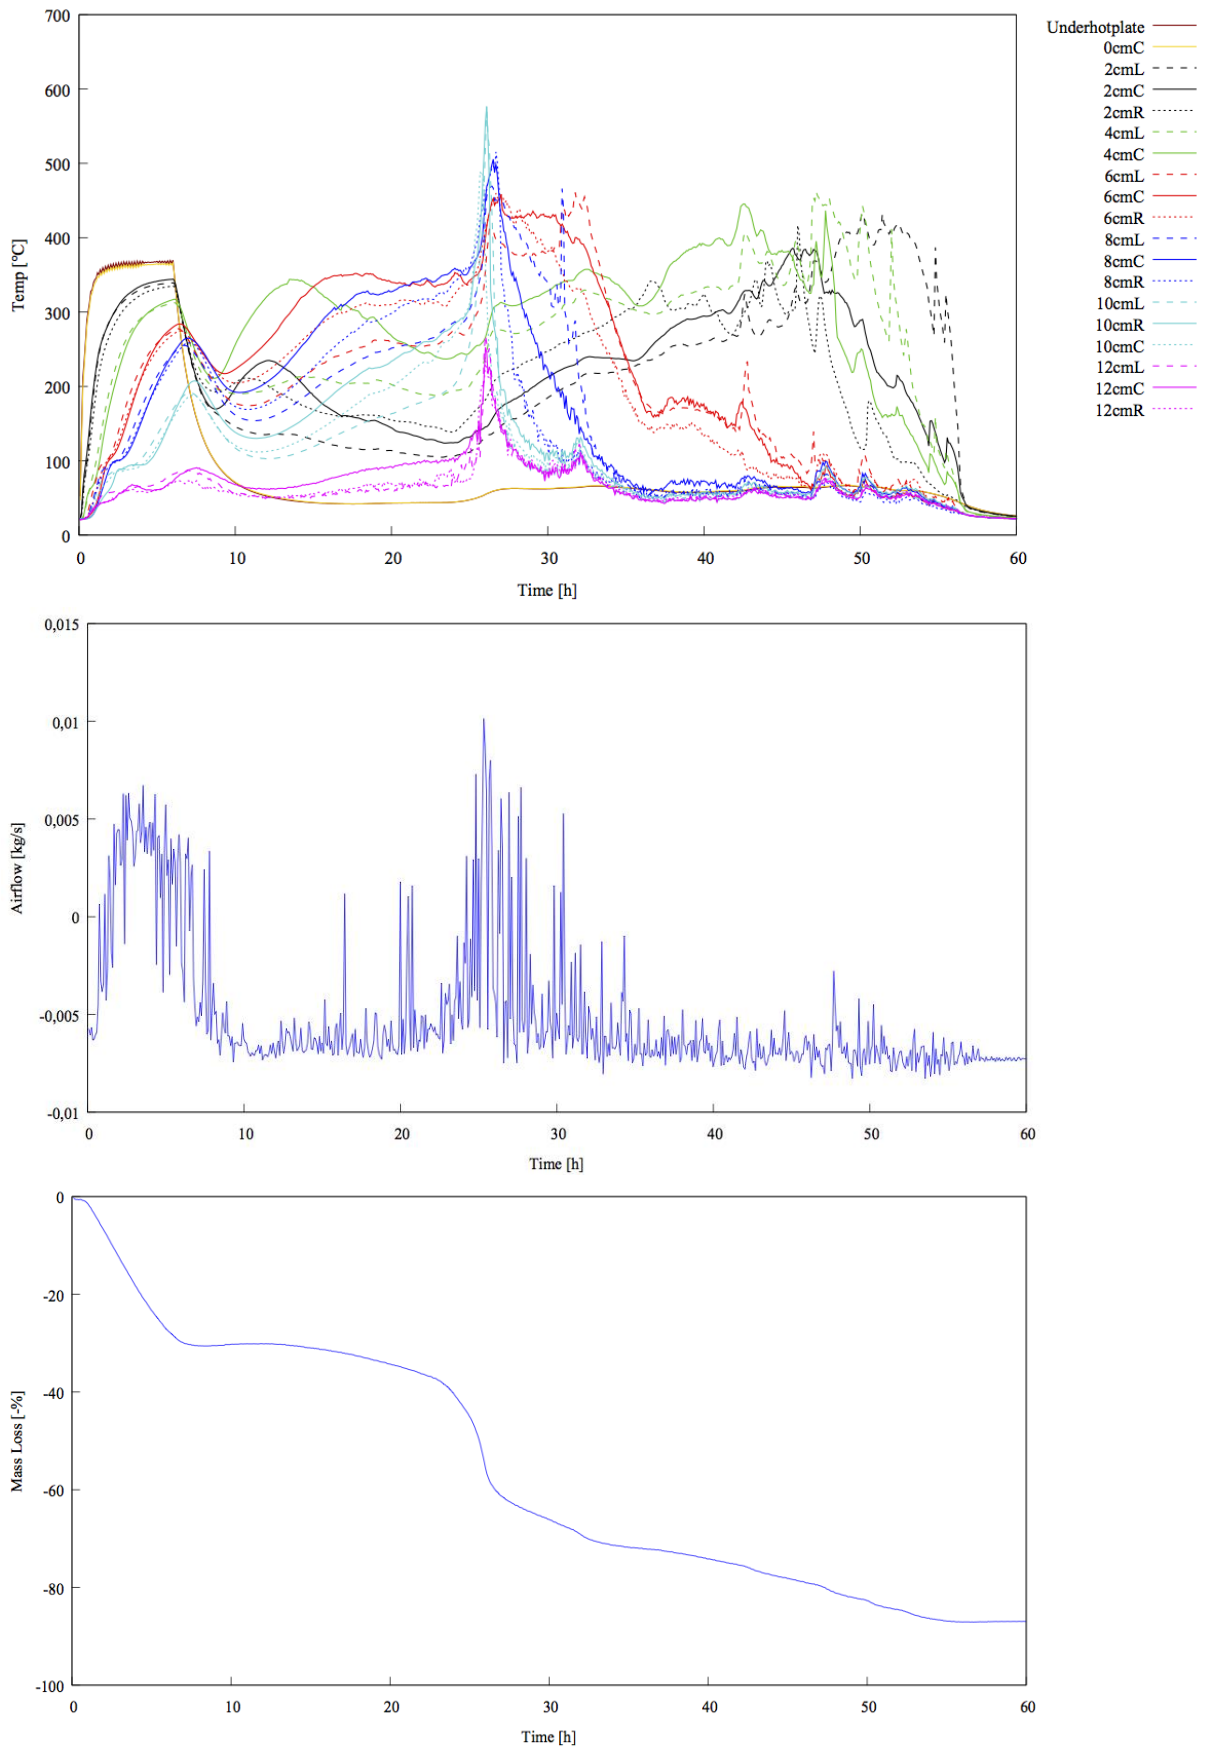 700
600
500
400
300
200
100
0
Temp [°C]
0 10 20 30 40 50 60
Time [h]
Underhotplate
0cmC
2cmL
2cmC
2cmR
4cmL
4cmC
6cmL
6cmC
6cmR
8cmL
8cmC
8cmR
10cmL
10cmR
10cmC
12cmL
12cmC
12cmR
0,015
0,01
0,005
0
-0,005
-0,01
Airflow [kg/s]
0 10 20 30 40 50 60
Time [h]
0
-20
-40
-60
-80
-100
Mass Loss [-%]
0 10 20 30 40 50 60
Time [h]